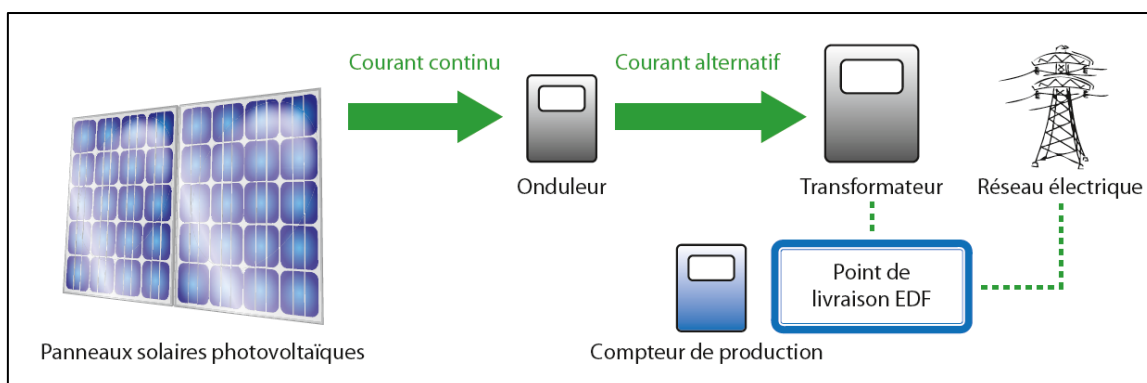 Courant continu
Courant alternatif
Onduleur
Transformateur
Réseau électrique
Point de
livraison EDF
Panneaux solaires photovoltaïques
Compteur de production